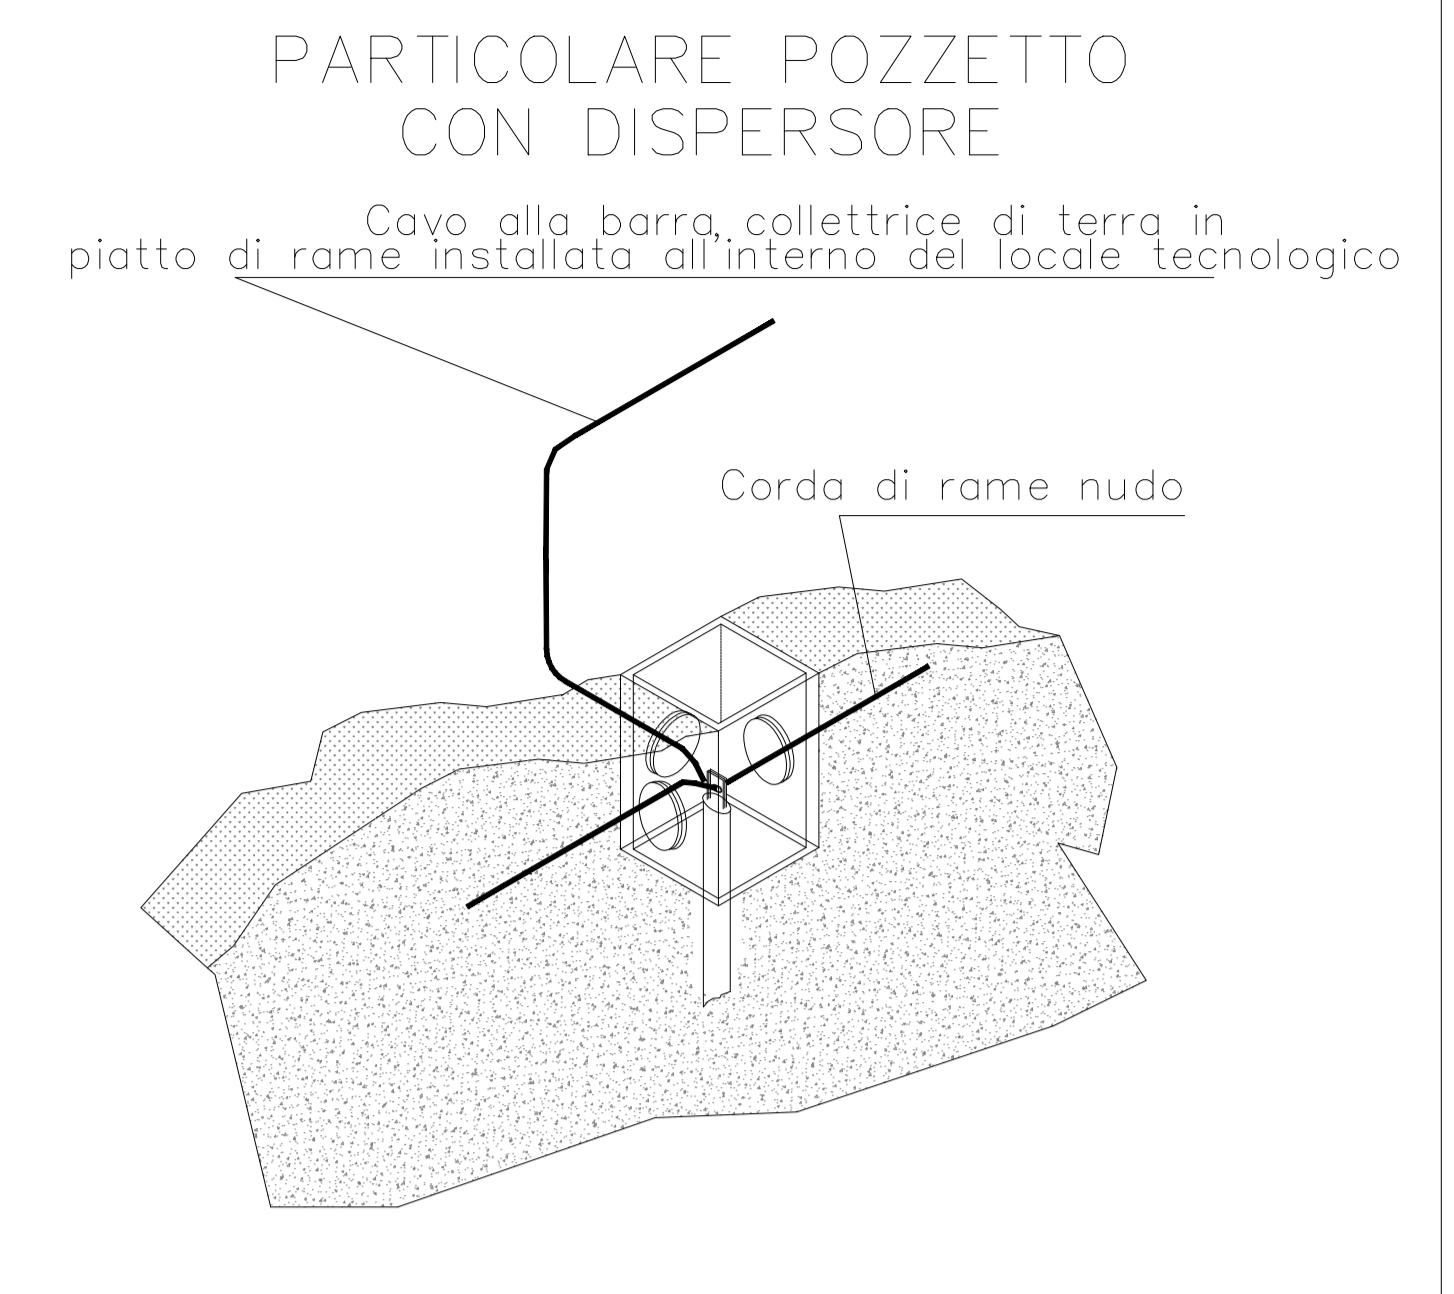 PARTICOLARE POZZETTO
CON DISPERSORE
Cavo alla barra collettrice di terra in
piatto di rame installata all'interno del locale tecnologico
Corda di rame nudo